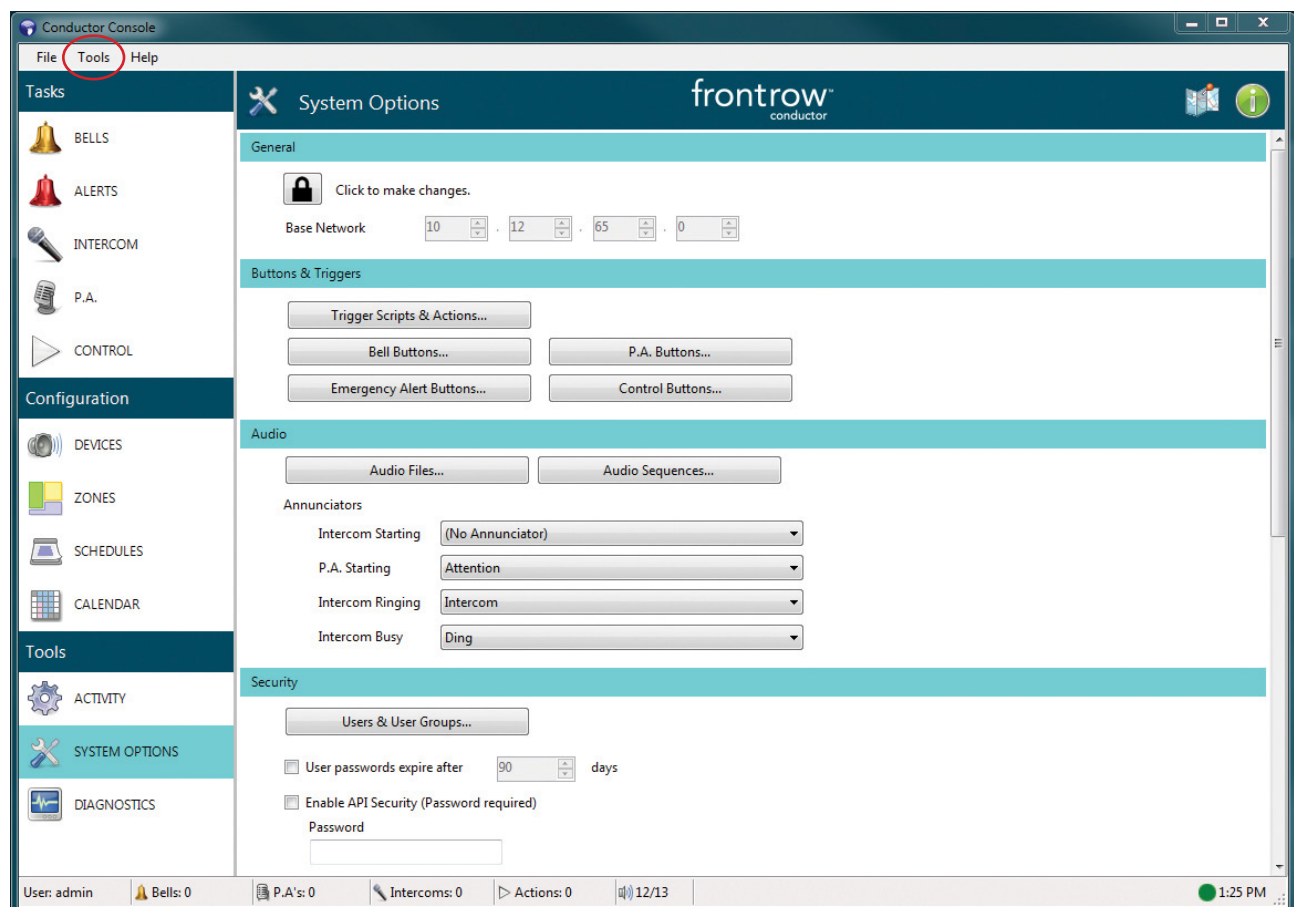 Conductor Console
File Tools Help
Tasks
BELLS
ALERTS
INTERCOM
P.A.
CONTROL
Configuration
DEVICES
ZONES
SCHEDULES
CALENDAR
Tools
ACTIVITY
SYSTEM OPTIONS
DIAGNOSTICS
System Options
frontrow™
conductor
General
Click to make changes.
Base Network 10 . 12 . 65 . 0
Buttons & Triggers
Trigger Scripts & Actions...
Bell Buttons... P.A. Buttons...
Emergency Alert Buttons... Control Buttons...
Audio
Audio Files... Audio Sequences...
Annunciators
Intercom Starting (No Annunciator)
P.A. Starting Attention
Intercom Ringing Intercom
Intercom Busy Ding
Security
Users & User Groups...
User passwords expire after 90 days
Enable API Security (Password required)
Password
User: admin Bells: 0 P.A's: 0 Intercoms: 0 Actions: 0 12/13 1:25 PM